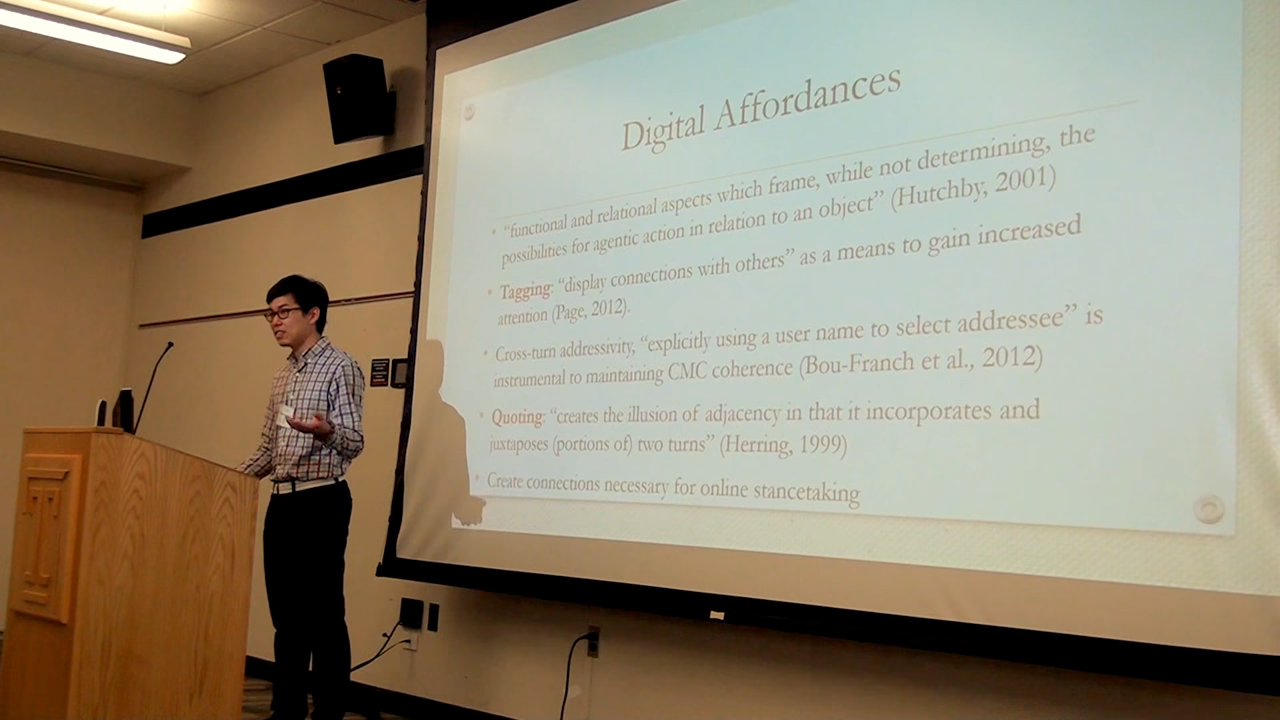 Digital Affordances
• “functional and relational aspects which frame, while not determining, the
possibilities for agentic action in relation to an object” (Hutchby, 2001)
• Tagging: “display connections with others” as a means to gain increased
attention (Page, 2012).
• Cross-turn addressivity, “explicitly using a user name to select addressee” is
instrumental to maintaining CMC coherence (Bou-Franch et al., 2012)
• Quoting: “creates the illusion of adjacency in that it incorporates and
juxtaposes (portions of) two turns” (Herring, 1999)
• Create connections necessary for online stancetaking
T